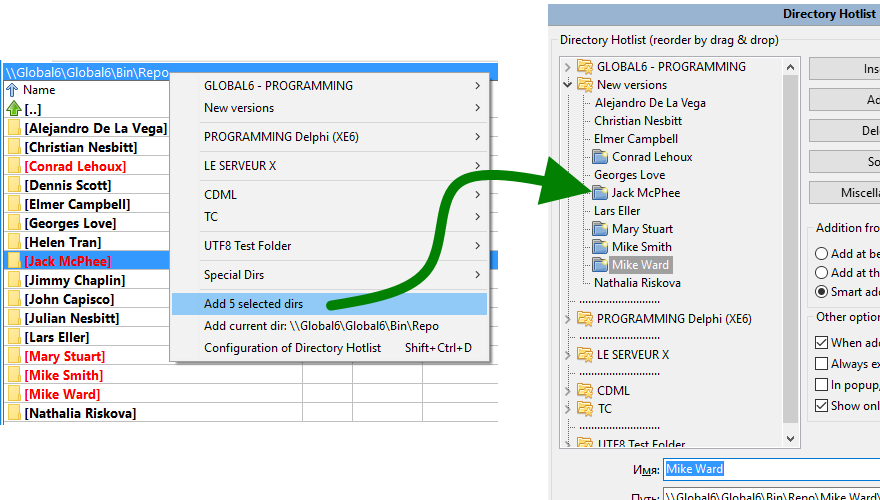 \\Global6\Global6\Bin\Repo
Name
[..]
[Alejandro De La Vega]
[Christian Nesbitt]
[Conrad Lehoux]
[Dennis Scott]
[Elmer Campbell]
[Georges Love]
[Helen Tran]
[Jack McPhee]
[Jimmy Chaplin]
[John Capisco]
[Julian Nesbitt]
[Lars Eller]
[Mary Stuart]
[Mike Smith]
[Mike Ward]
[Nathalia Riskova]
GLOBAL6 - PROGRAMMING
New versions
PROGRAMMING Delphi (XE6)
LE SERVEUR X
CDML
TC
UTF8 Test Folder
Special Dirs
Add 5 selected dirs
Add current dir: \\Global6\Global6\Bin\Repo
Configuration of Directory Hotlist Shift+Ctrl+D
Directory Hotlist
Directory Hotlist (reorder by drag & drop)
GLOBAL6 - PROGRAMMING
New versions
Alejandro De La Vega
Christian Nesbitt
Elmer Campbell
Conrad Lehoux
Georges Love
Jack McPhee
Lars Eller
Mary Stuart
Mike Smith
Mike Ward
Nathalia Riskova
PROGRAMMING Delphi (XE6)
LE SERVEUR X
CDML
TC
UTF8 Test Folder
Ins
Ad
Del
So
Miscella
Addition fro
Add at be
Add at th
Smart add
Other option
When add
Always ex
In popup,
Show onl
Имя: Mike Ward
Путь: \\Global6\Global6\Bin\Repo\Mike Ward\